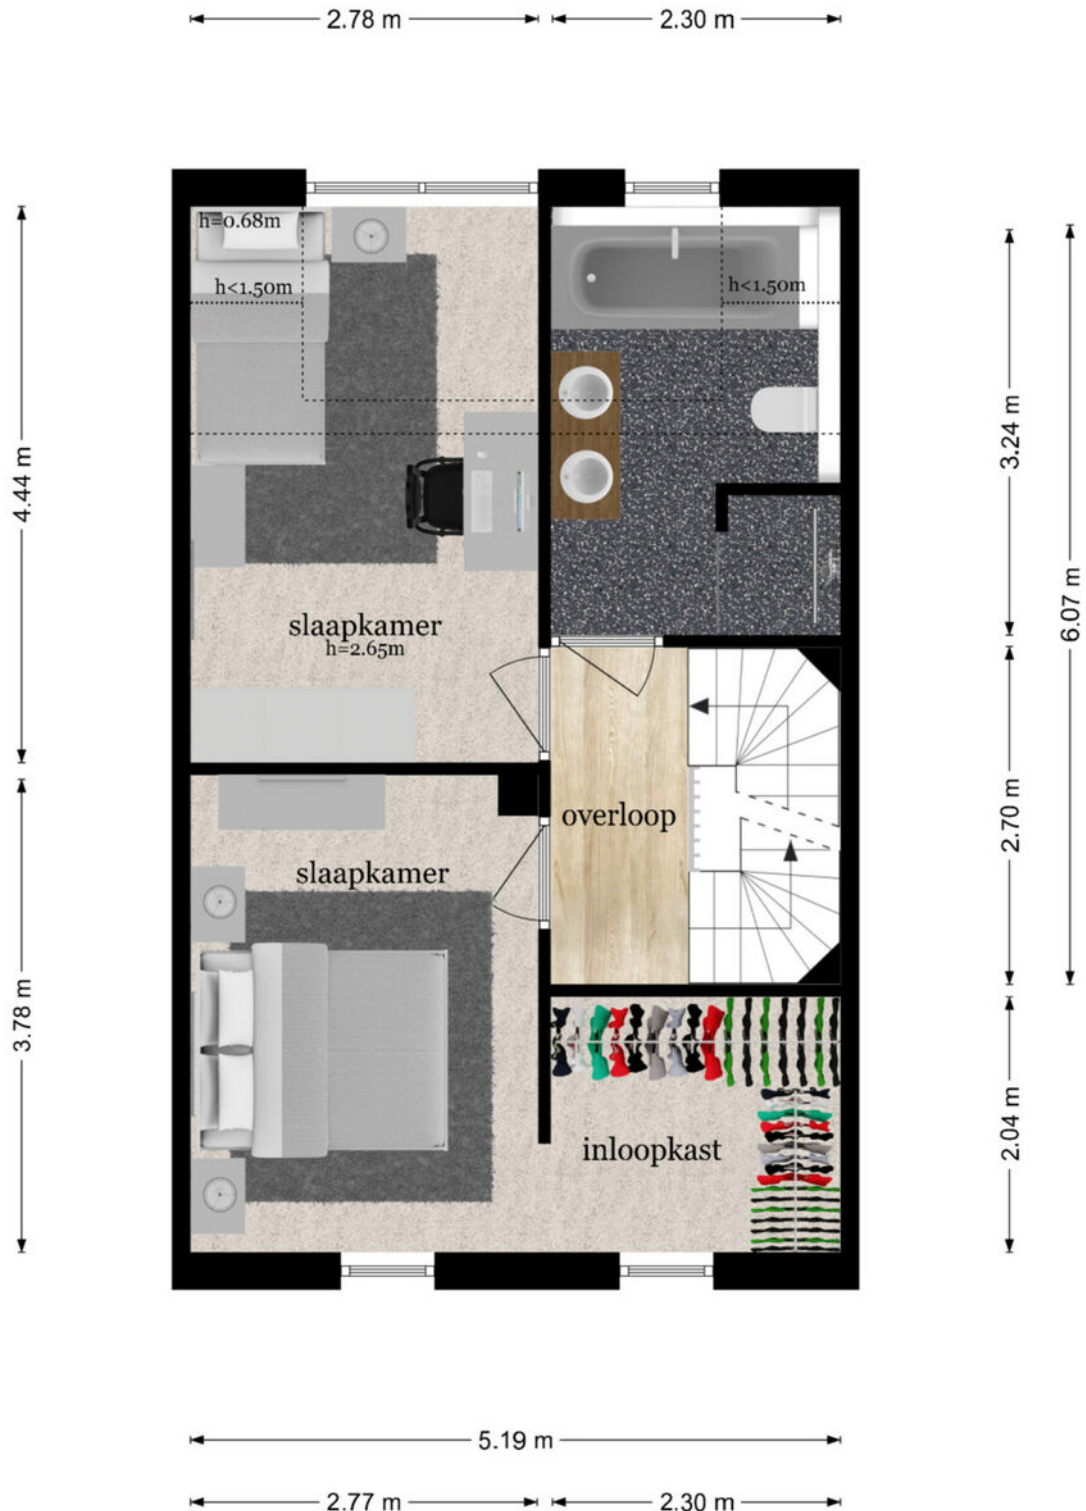 2.78 m
2.30 m
h=0.68m
h<1.50m
h<1.50m
4.44 m
3.24 m
6.07 m
slaapkamer
h=2.65m
overloop
2.70 m
slaapkamer
3.78 m
2.04 m
inloopkast
5.19 m
2.77 m
2.30 m